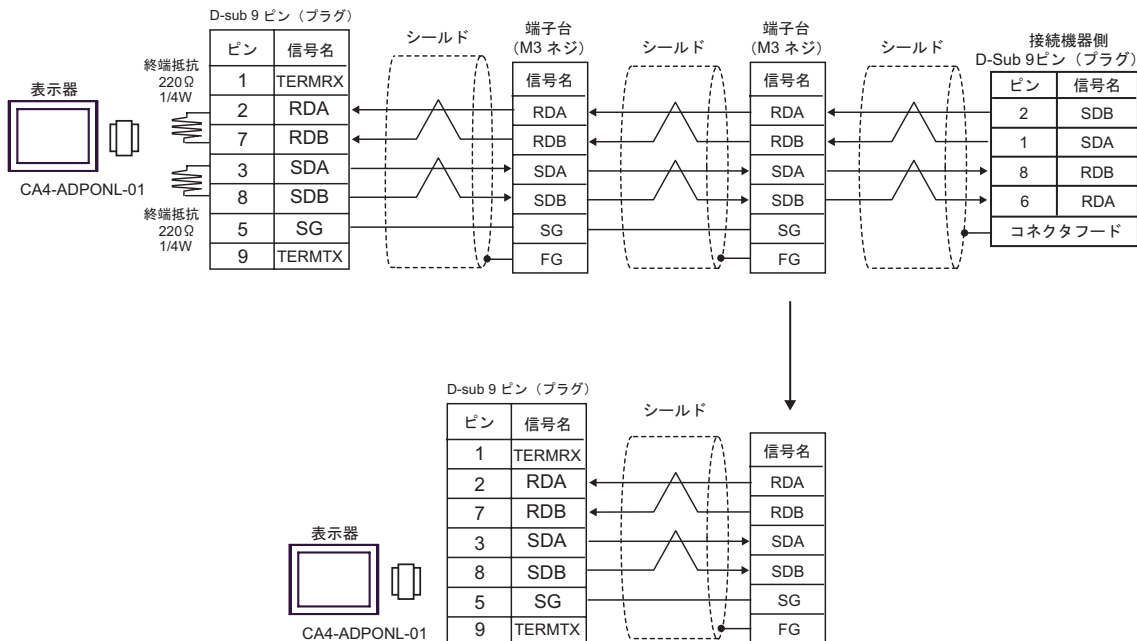 D-sub 9 ピン（プラグ）
ピン 信号名
1 TERMRX
2 RDA
7 RDB
3 SDA
8 SDB
5 SG
9 TERMTX
終端抵抗
220Ω
1/4W
終端抵抗
220Ω
1/4W
表示器
CA4-ADPONL-01
シールド
端子台
（M3 ネジ）
信号名
RDA
RDB
SDA
SDB
SG
FG
シールド
端子台
（M3 ネジ）
信号名
RDA
RDB
SDA
SDB
SG
FG
シールド
接続機器側
D-Sub 9ピン（プラグ）
ピン 信号名
2 SDB
1 SDA
8 RDB
6 RDA
コネクタフード
D-sub 9 ピン（プラグ）
ピン 信号名
1 TERMRX
2 RDA
7 RDB
3 SDA
8 SDB
5 SG
9 TERMTX
表示器
CA4-ADPONL-01
シールド
信号名
RDA
RDB
SDA
SDB
SG
FG